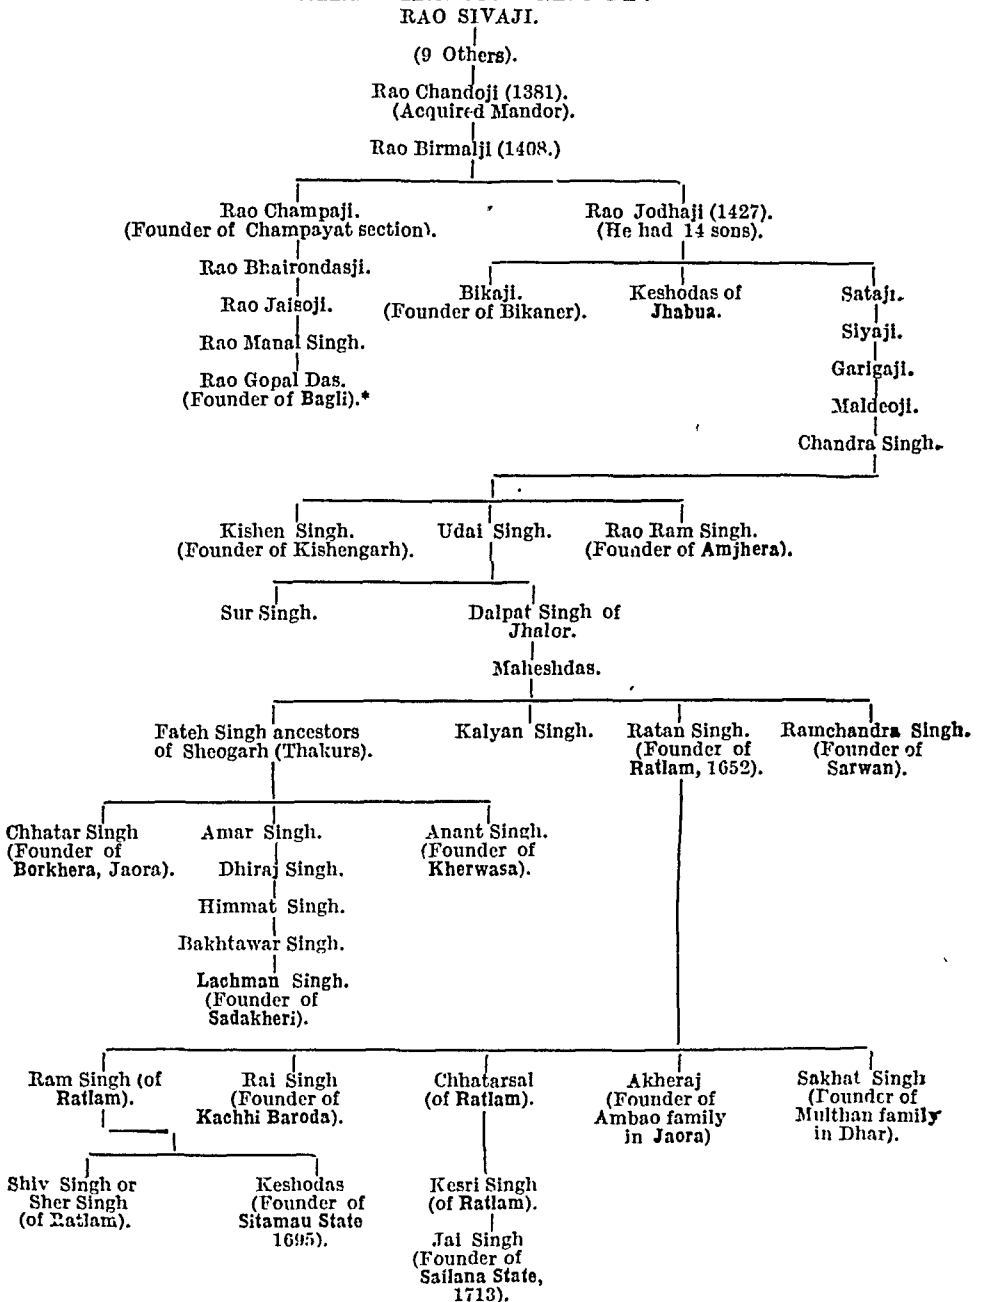 RAO SIVAJI.
(9 Others).
Rao Chandoji (1381).
(Acquired Mandor).
Rao Birmalji (1408.)
Rao Champaji.
(Founder of Champayat section).
Rao Jodhaji (1427).
(He had 14 sons).
Rao Bhairondasji.
Rao Jaisoji.
Rao Manal Singh.
Rao Gopal Das.
(Founder of Bagli).*
Bikaji.
(Founder of Bikaner).
Keshodas of
Jhabua.
Sataji.
Siyaji.
Garigaji.
Maldeoji.
Chandra Singh.
Kishen Singh.
(Founder of Kishengarh).
Udai Singh.
Rao Ram Singh.
(Founder of Amjhera).
Sur Singh.
Dalpat Singh of
Jhalor.
Maheshdas.
Fateh Singh ancestors
of Sheogarh (Thakurs).
Kalyan Singh.
Ratan Singh.
(Founder of
Ratlam, 1652).
Ramchandra Singh.
(Founder of
Sarwan).
Chhatar Singh
(Founder of
Borkhera, Jaora).
Amar Singh.
Dhiraj Singh.
Himmat Singh.
Bakhtawar Singh.
Lachman Singh.
(Founder of
Sadakheri).
Anant Singh.
(Founder of
Kherwasa).
Ram Singh (of
Ratlam).
Rai Singh
(Founder of
Kachhi Baroda).
Chhatarsal
(of Ratlam).
Akheraj
(Founder of
Ambao family
in Jaora)
Sakhat Singh
(Founder of
Multhan family
in Dhar).
Shiv Singh or
Sher Singh
(of Ratlam).
Keshodas
(Founder of
Sitamau State
1695).
Kesri Singh
(of Ratlam).
Jai Singh
(Founder of
Sailana State,
1713).